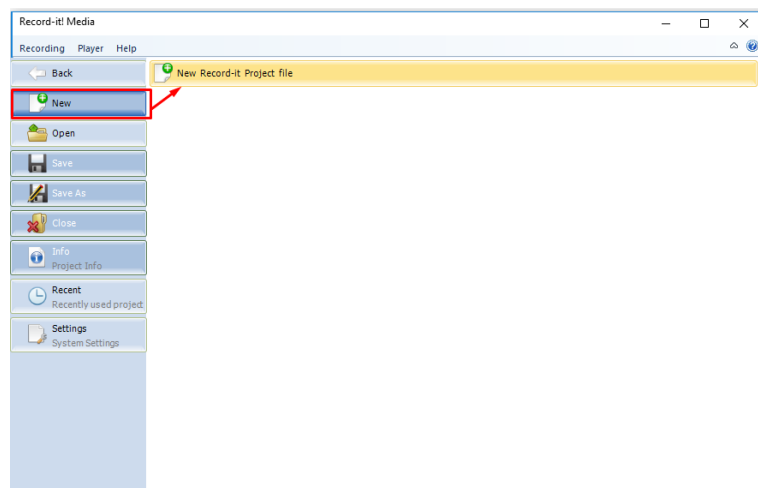 Record-it! Media
Recording Player Help
Back
New Record-it Project file
New
Open
Save
Save As
Close
Info
Project Info
Recent
Recently used project
Settings
System Settings